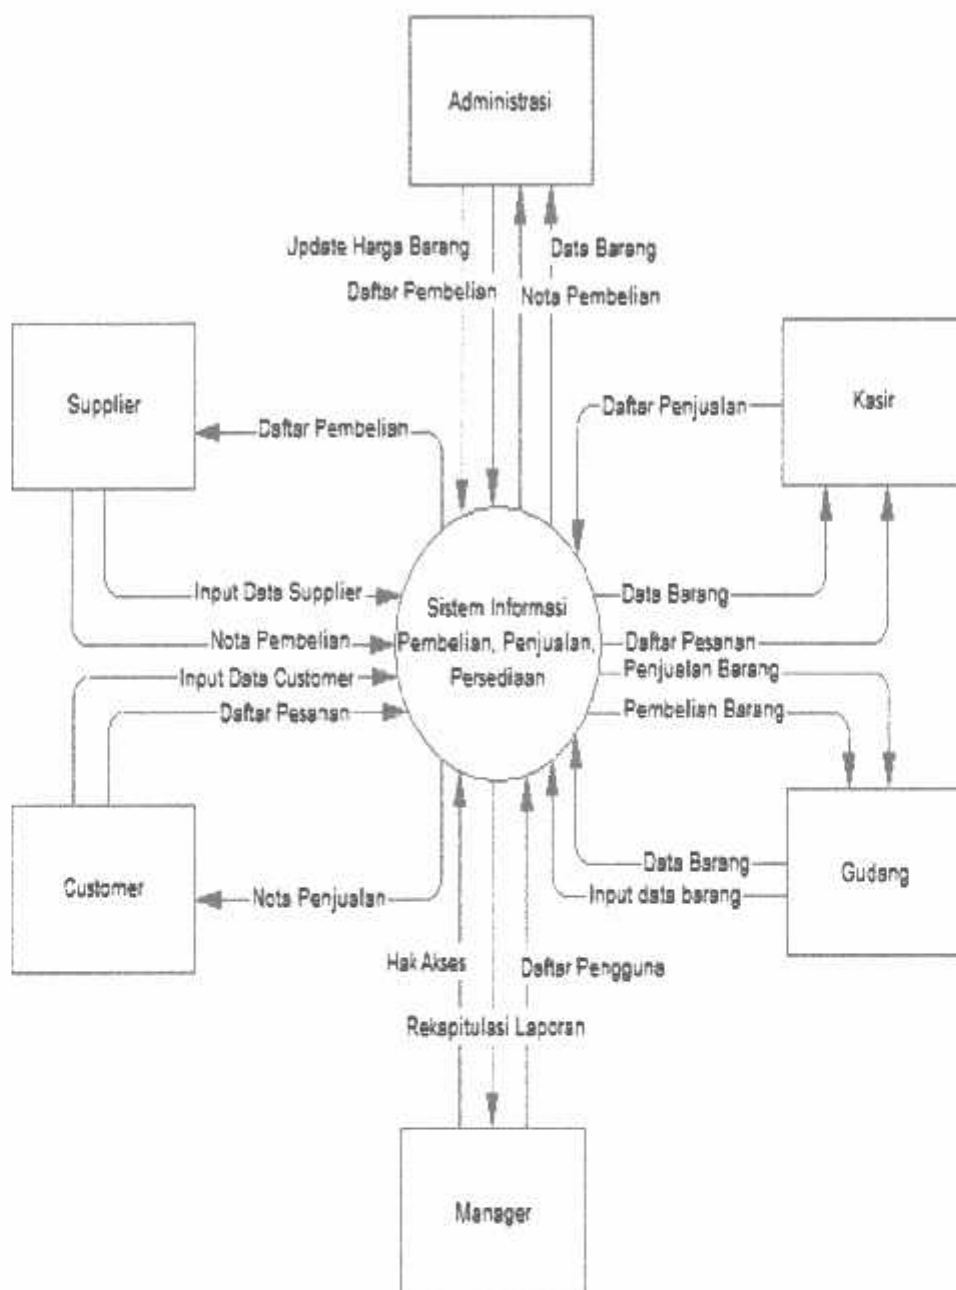 Administrasi
Update Harga Barang
Data Barang
Daftar Pembelian
Nota Pembelian
Supplier
Kasir
Daftar Penjualan
Daftar Pembelian
Input Data Supplier
Data Barang
Sistem Informasi
Pembelian, Penjualan,
Persediaan
Nota Pembelian
Daftar Pesanan
Input Data Customer
Penjualan Barang
Daftar Pesanan
Pembelian Barang
Customer
Gudang
Data Barang
Nota Penjualan
Input data barang
Hak Akses
Daftar Pengguna
Rekapitulasi Laporan
Manager